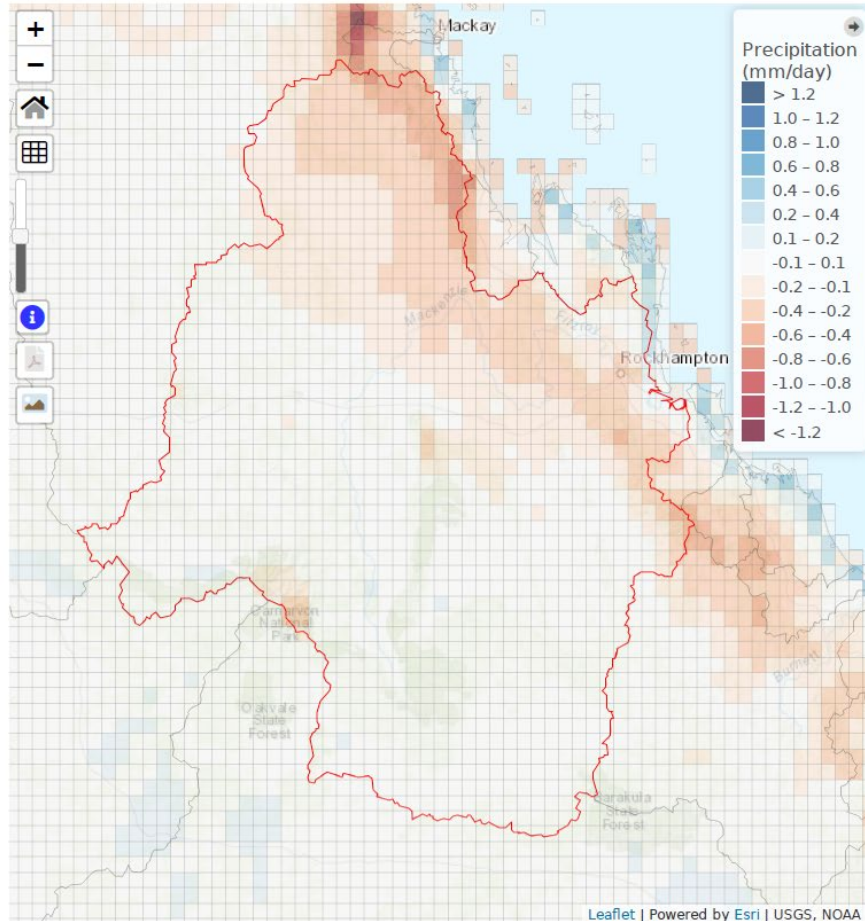 +
Mackay
−
Precipitation
(mm/day)
> 1.2
1.0 – 1.2
0.8 – 1.0
0.6 – 0.8
0.4 – 0.6
0.2 – 0.4
0.1 – 0.2
-0.1 – 0.1
-0.2 – -0.1
-0.4 – -0.2
-0.6 – -0.4
-0.8 – -0.6
-1.0 – -0.8
-1.2 – -1.0
< -1.2
i
Mackenzie
Fitzroy
Rockhampton
Carnarvon
National
Park
Burnett
Oakvale
State
Forest
Barakula
State
Forest
Leaflet | Powered by Esri | USGS, NOAA